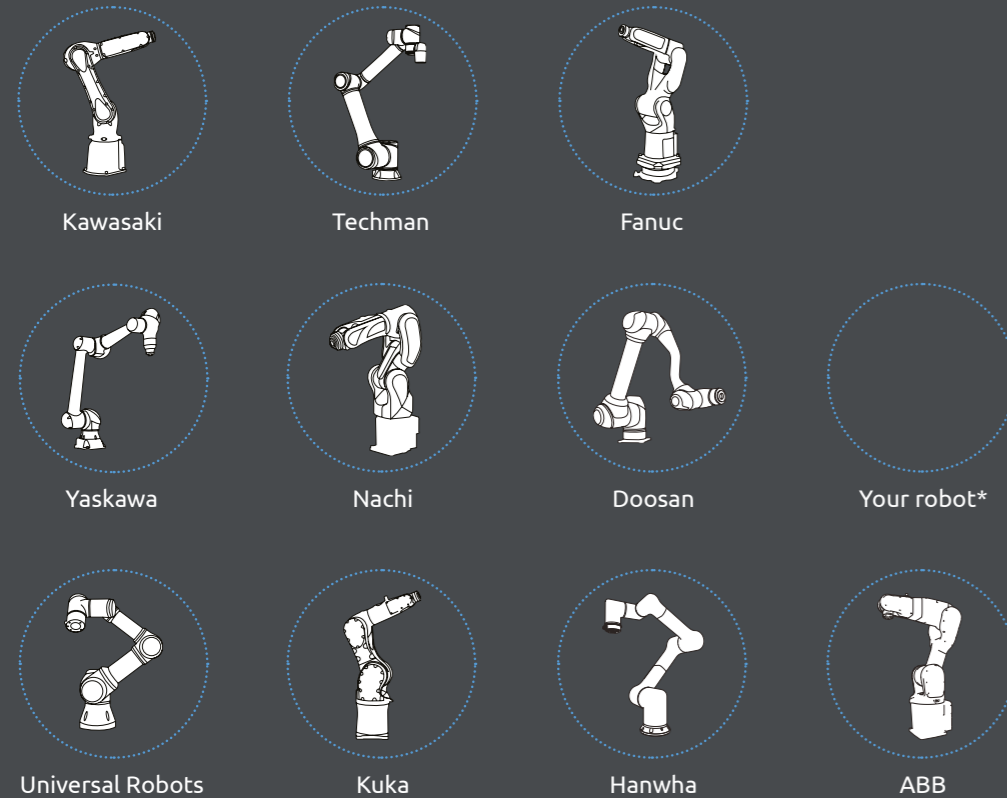 Kawasaki
Techman
Fanuc
Yaskawa
Nachi
Doosan
Your robot*
Universal Robots
Kuka
Hanwha
ABB